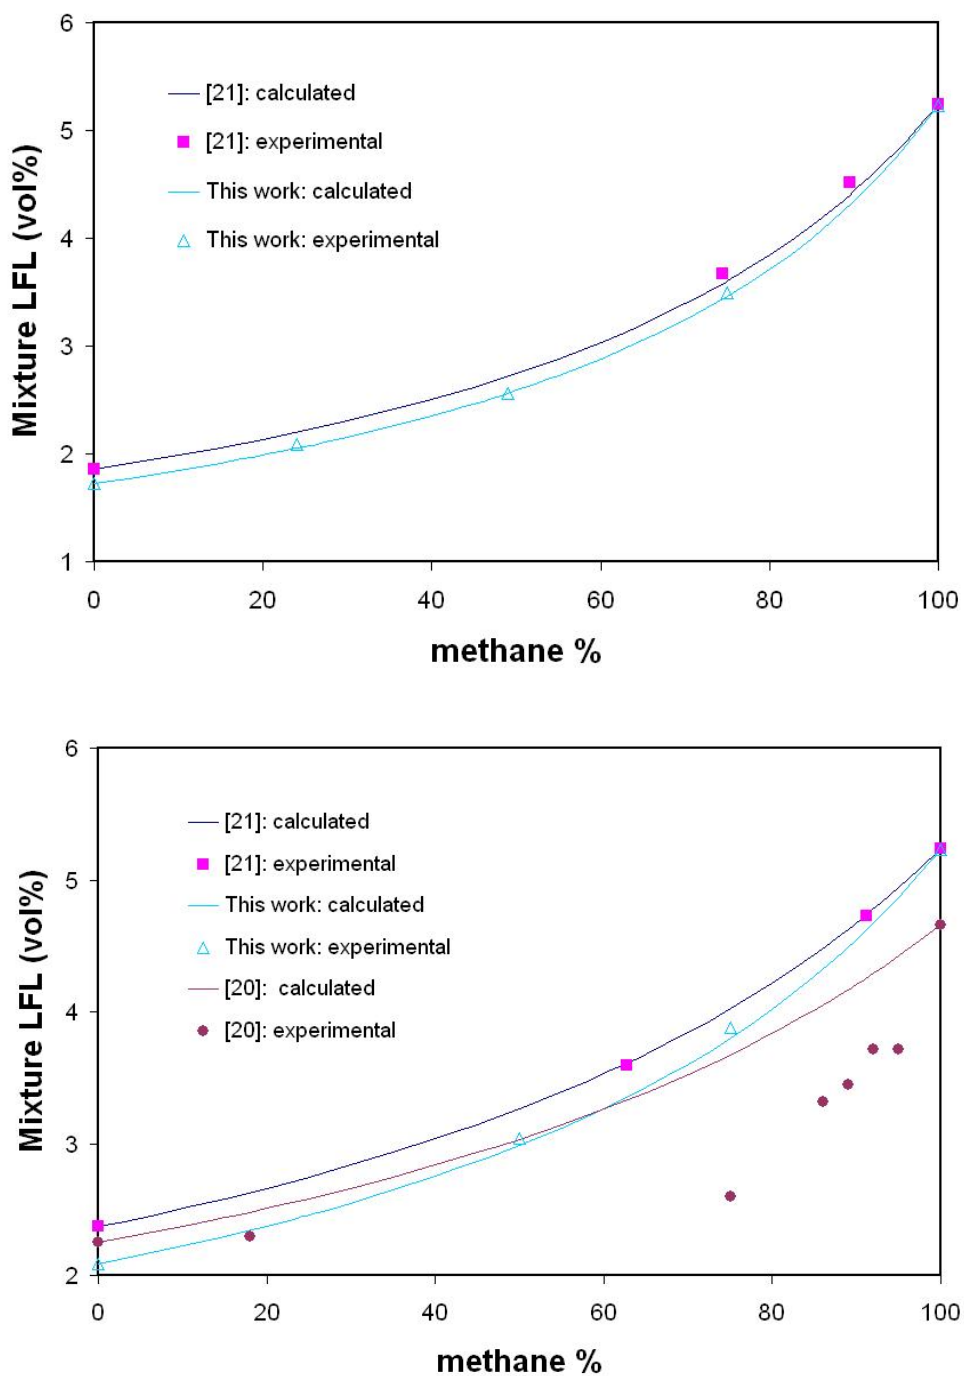 6
[21]: calculated
5
[21]: experimental
This work: calculated
4
This work: experimental
3
2
1
Mixture LFL (vol%)
0 20 40 60 80 100
methane %
6
[21]: calculated
[21]: experimental
5
This work: calculated
This work: experimental
[20]: calculated
4
[20]: experimental
3
2
Mixture LFL (vol%)
0 20 40 60 80 100
methane %